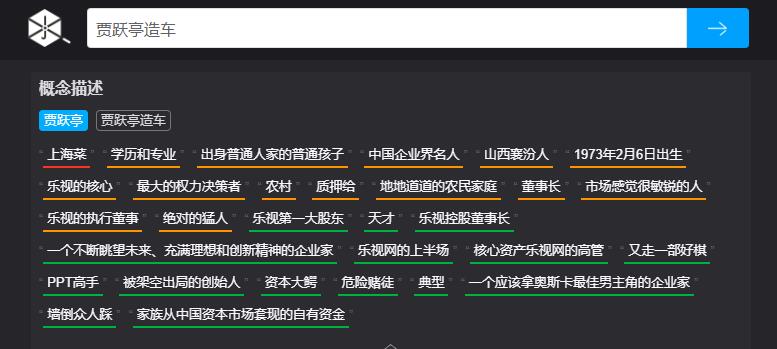 贾跃亭造车
概念描述
贾跃亭 贾跃亭造车
“上海菜” “学历和专业” “出身普通人家的普通孩子” “中国企业界名人” “山西襄汾人” “1973年2月6日出生”
“乐视的核心” “最大的权力决策者” “农村” “质押给” “地地道道的农民家庭” “董事长” “市场感觉很敏锐的人”
“乐视的执行董事” “绝对的猛人” “乐视第一大股东” “天才” “乐视控股董事长”
“一个不断眺望未来、充满理想和创新精神的企业家” “乐视网的上半场” “核心资产乐视网的高管” “又走一部好棋”
“PPT高手” “被架空出局的创始人” “资本大鳄” “危险赌徒” “典型” “一个应该拿奥斯卡最佳男主角的企业家”
“墙倒众人踩” “家族从中国资本市场套现的自有资金”